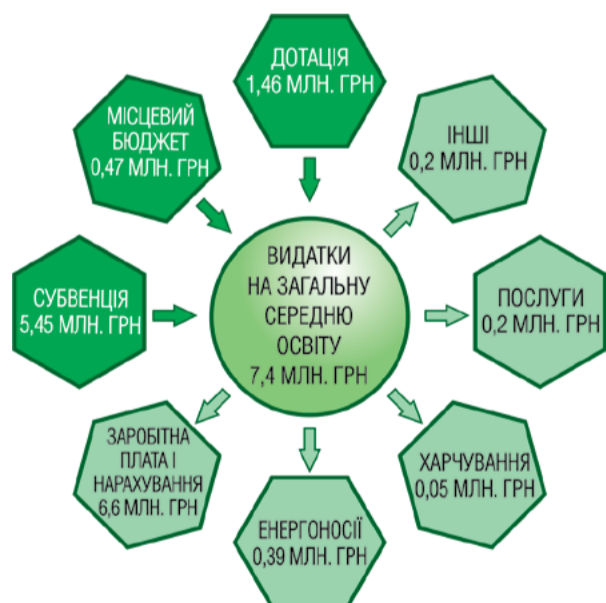 ДОТАЦІЯ
1,46 МЛН. ГРН
МІСЦЕВИЙ
БЮДЖЕТ
0,47 МЛН. ГРН
ІНШІ
0,2 МЛН. ГРН
СУБВЕНЦІЯ
5,45 МЛН. ГРН
ВИДАТКИ
НА ЗАГАЛЬНУ
СЕРЕДНЮ
ОСВІТУ
7,4 МЛН. ГРН
ПОСЛУГИ
0,2 МЛН. ГРН
ЗАРОБІТНА
ПЛАТА І
НАРАХУВАННЯ
6,6 МЛН. ГРН
ЕНЕРГОНОСІЇ
0,39 МЛН. ГРН
ХАРЧУВАННЯ
0,05 МЛН. ГРН